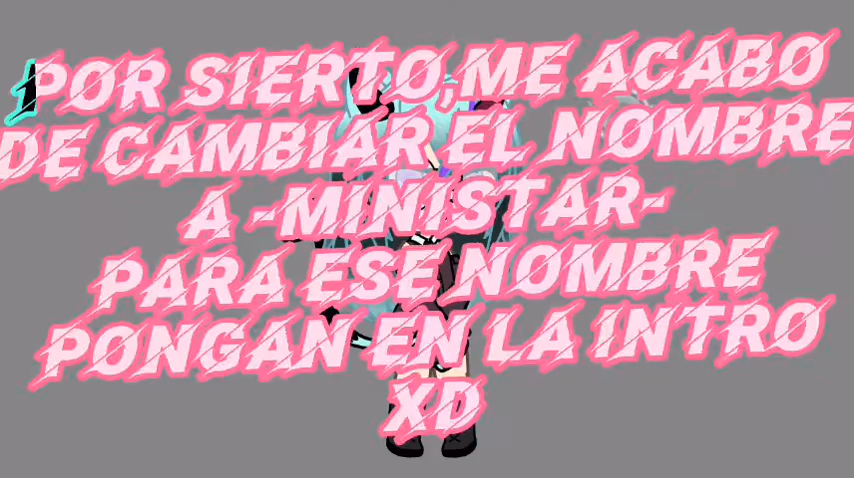 POR SIERTO,ME ACABO
DE CAMBIAR EL NOMBRE
A -MINISTAR-
PARA ESE NOMBRE
PONGAN EN LA INTRO
XD